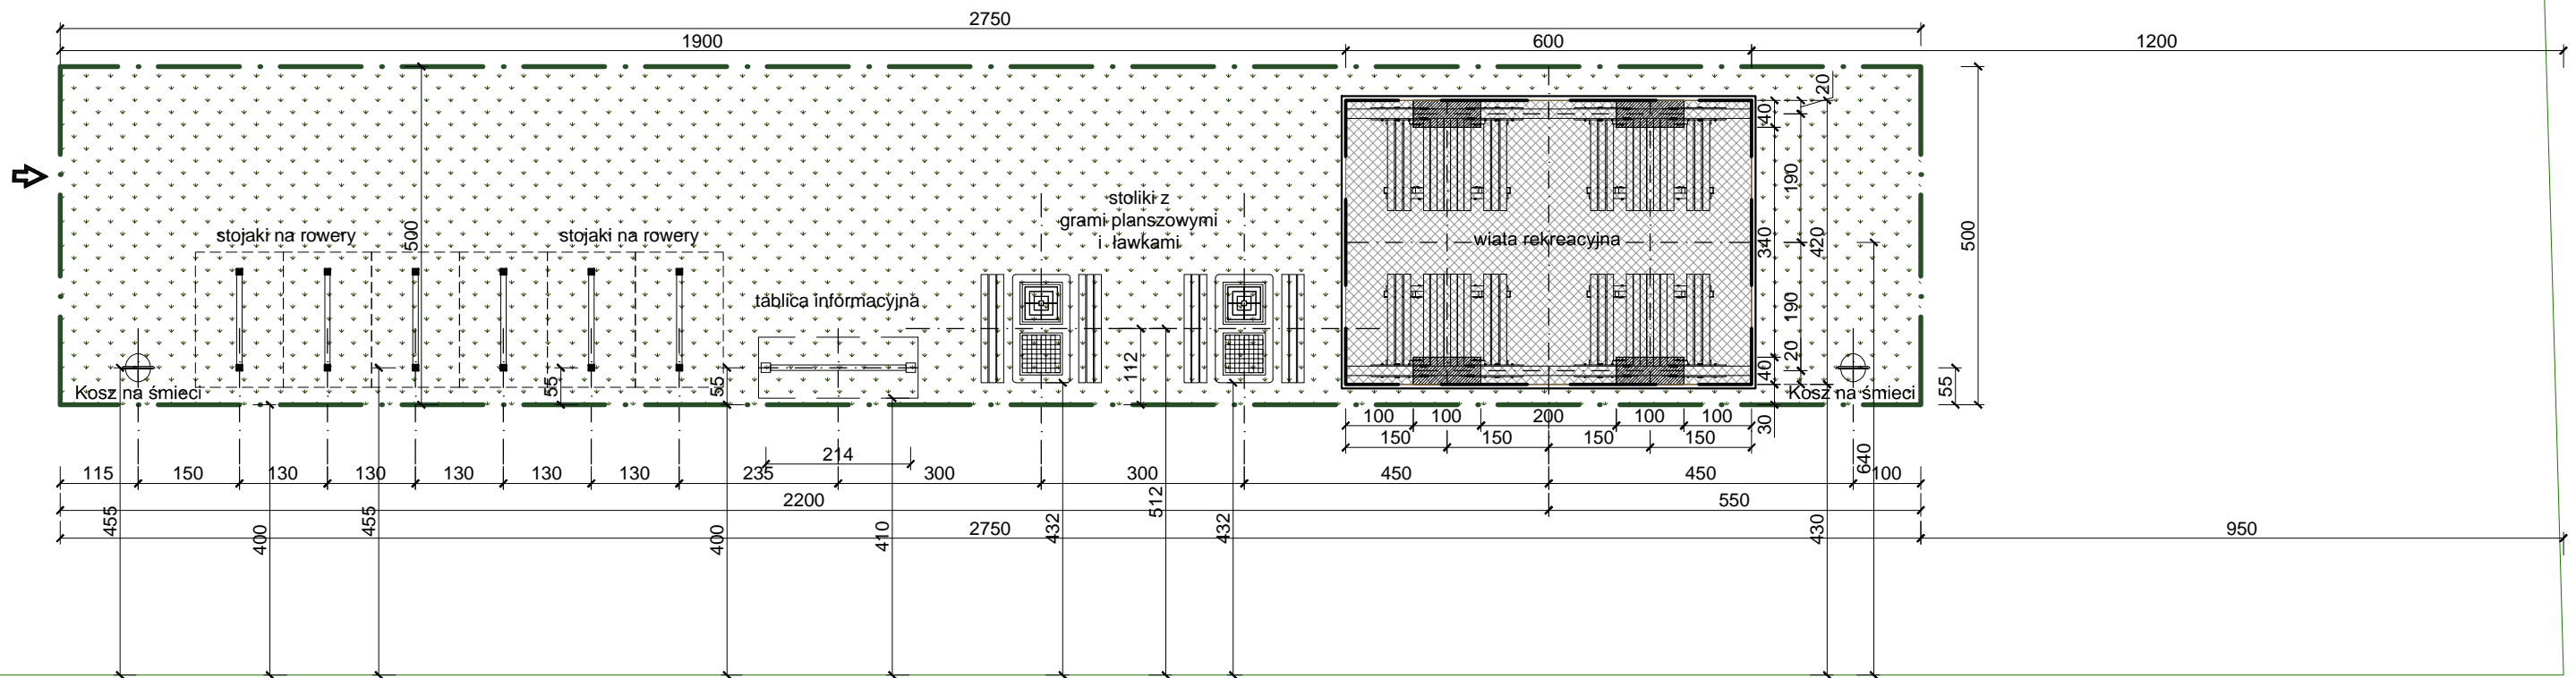 2750
1900 600 1200
20
40
190
stoliki z
grami planszowymi
i ławkami
stojaki na rowery 500 stojaki na rowery
wiata rekreacyjna
340 420 500
tablica informacyjna
190
112
20
55 55 40 55
Kosz na śmieci Kosz na śmieci
100 100 200 100 100 30
150 150 150 150
214
640
115 150 130 130 130 130 130 235 300 300 450 450 100
2200 550
455 400 455 400 410 432 512 432 430
2750 950